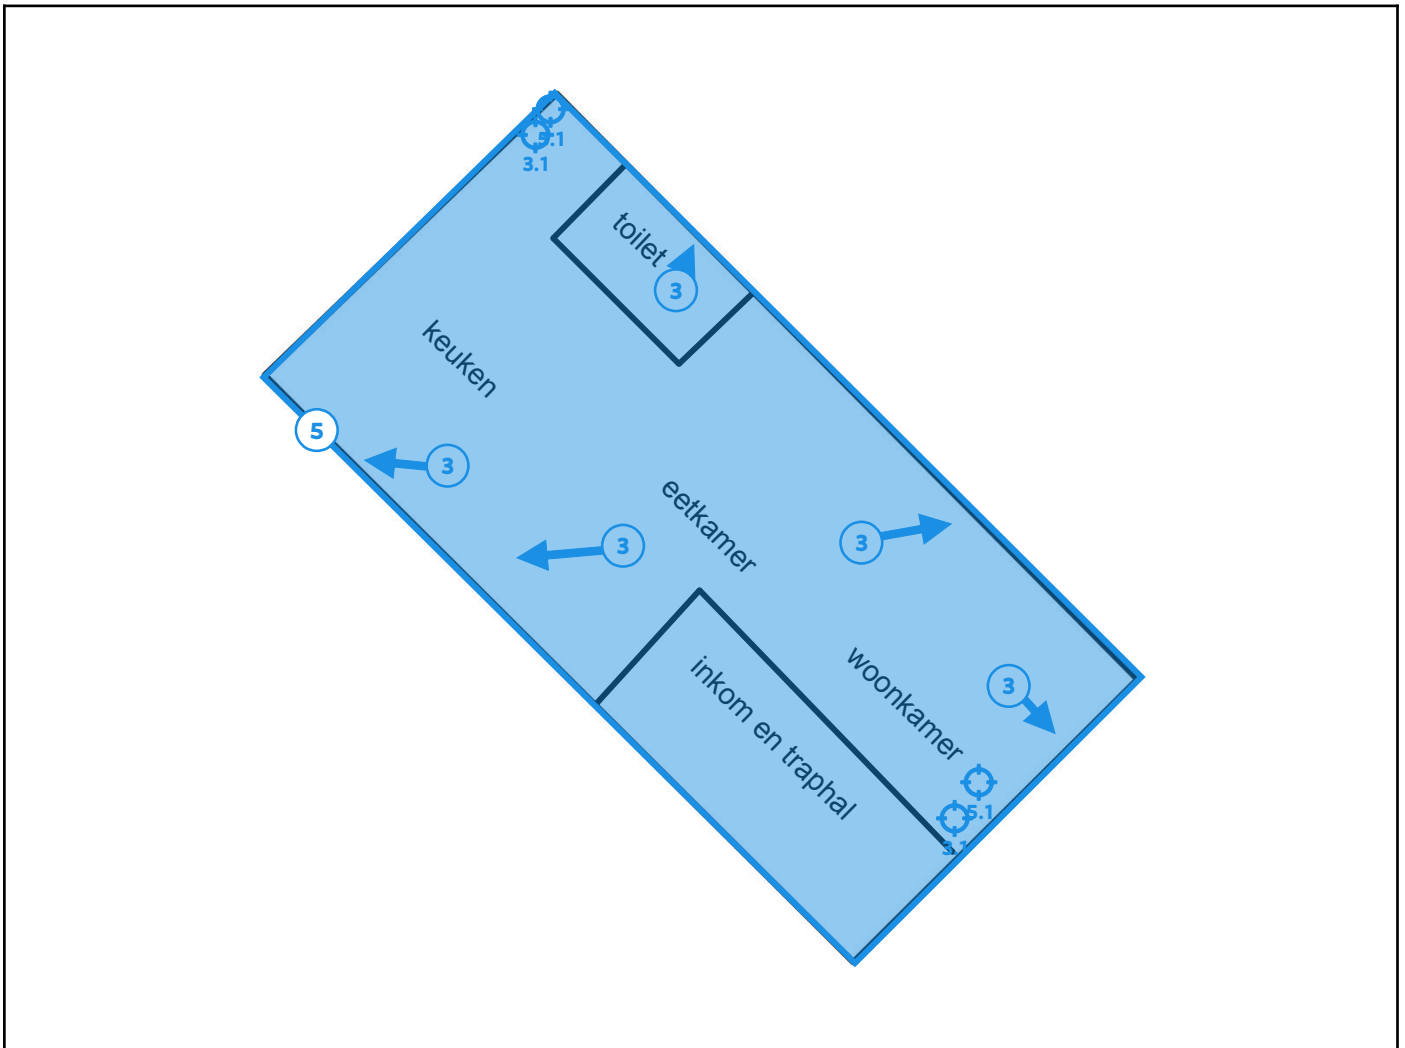 5.1
3.1
toilet
3
keuken
5
3
eetkamer
3
3
inkom en traphal
woonkamer
3
5.1
3.1